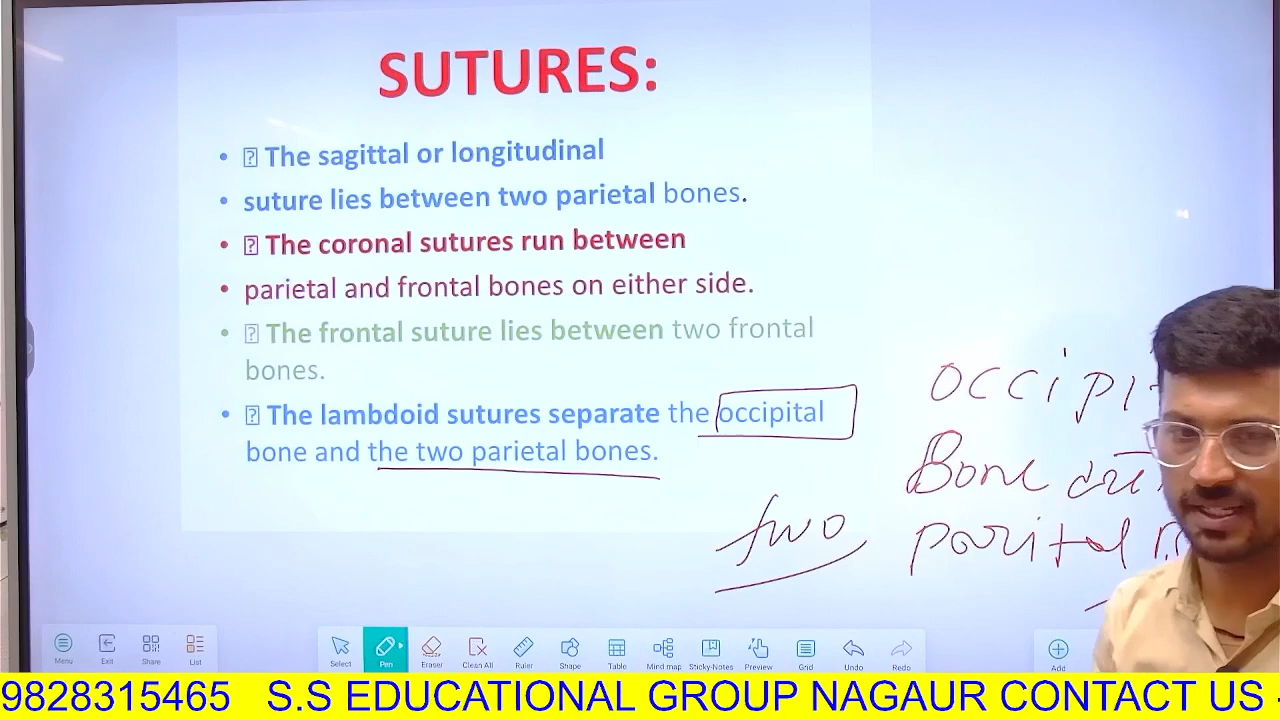 SUTURES:
• The sagittal or longitudinal
• suture lies between two parietal bones.
• The coronal sutures run between
• parietal and frontal bones on either side.
• The frontal suture lies between two frontal
bones.
• The lambdoid sutures separate the occipital
bone and the two parietal bones.
OCCIPI
Bone
two
parital
Menu
Exit
Share
List
Select
Pen
Eraser
Clean All
Ruler
Shape
Table
Mind map
Sticky-Notes
Preview
Grid
Undo
Redo
Add
9828315465 S.S EDUCATIONAL GROUP NAGAUR CONTACT US -